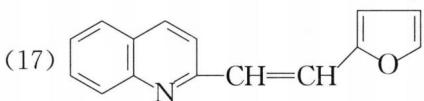 (17) N CH=CH O